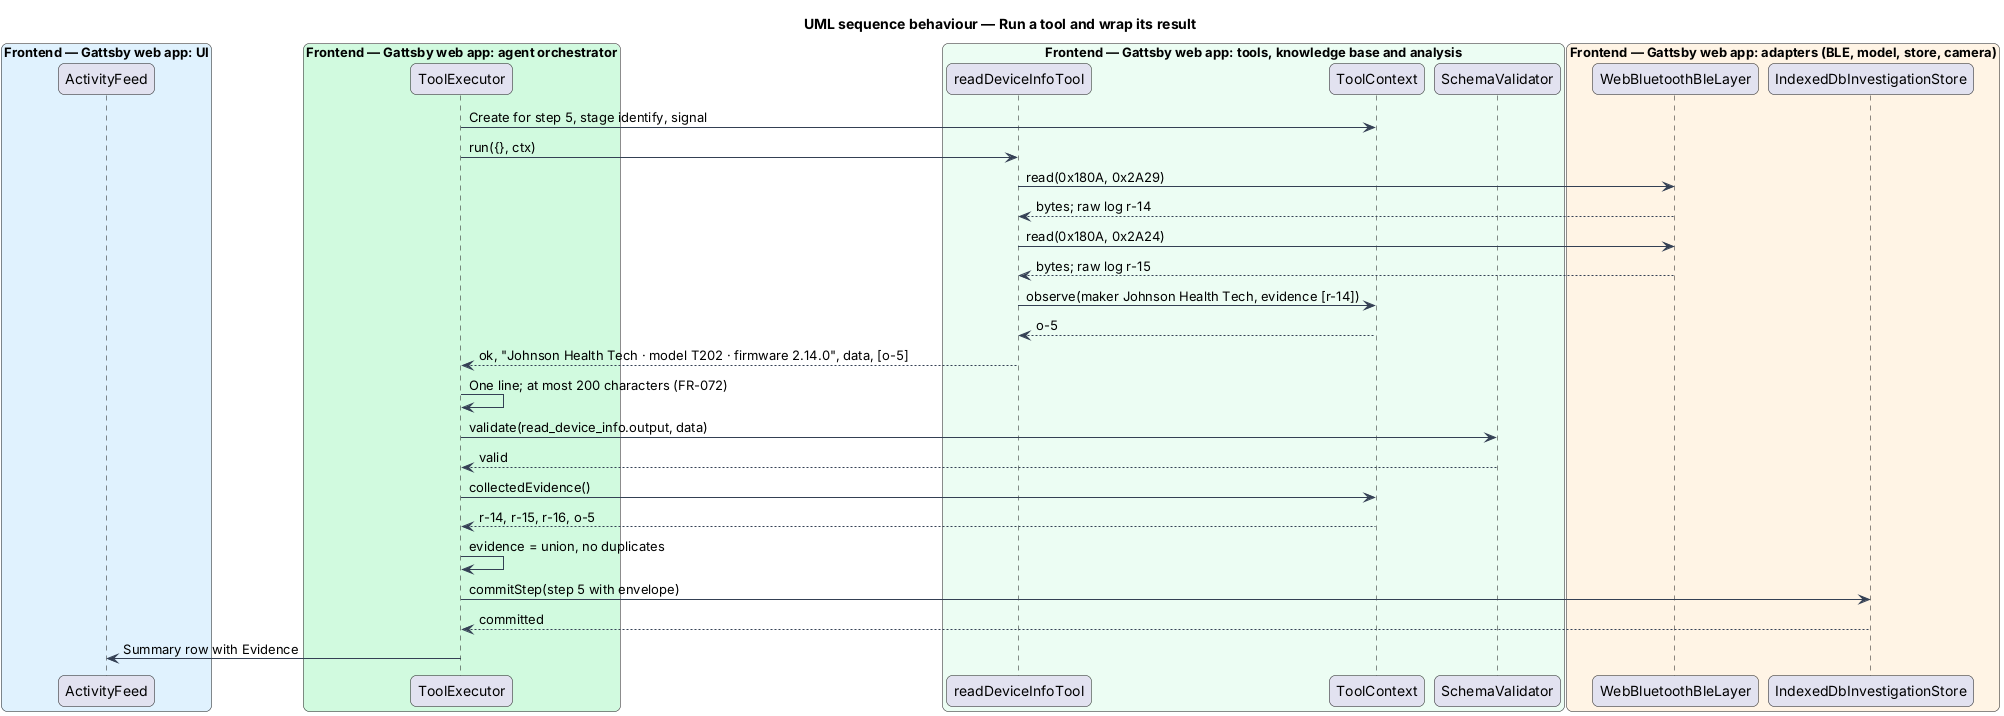 UML sequence behaviour — Run a tool and wrap its result
Frontend — Gattsby web app: UI
Frontend — Gattsby web app: agent orchestrator
Frontend — Gattsby web app: tools, knowledge base and analysis
Frontend — Gattsby web app: adapters (BLE, model, store, camera)
ActivityFeed
ToolExecutor
readDeviceInfoTool
ToolContext
SchemaValidator
WebBluetoothBleLayer
IndexedDbInvestigationStore
Create for step 5, stage identify, signal
run({}, ctx)
read(0x180A, 0x2A29)
bytes; raw log r-14
read(0x180A, 0x2A24)
bytes; raw log r-15
observe(maker Johnson Health Tech, evidence [r-14])
o-5
ok, "Johnson Health Tech · model T202 · firmware 2.14.0", data, [o-5]
One line; at most 200 characters (FR-072)
validate(read_device_info.output, data)
valid
collectedEvidence()
r-14, r-15, r-16, o-5
evidence = union, no duplicates
commitStep(step 5 with envelope)
committed
Summary row with Evidence
ActivityFeed
ToolExecutor
readDeviceInfoTool
ToolContext
SchemaValidator
WebBluetoothBleLayer
IndexedDbInvestigationStore